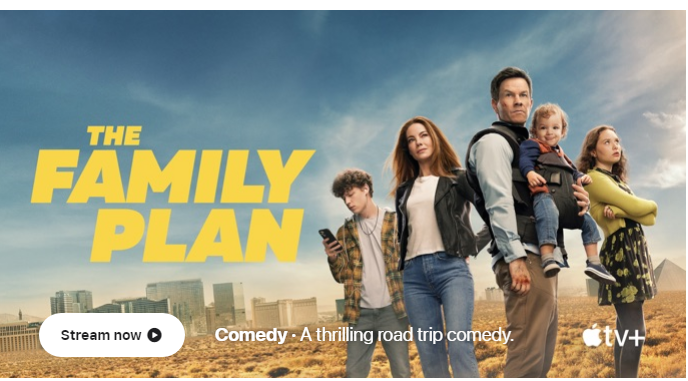 THE
FAMILY
PLAN
Stream now
Comedy · A thrilling road trip comedy.
tv+